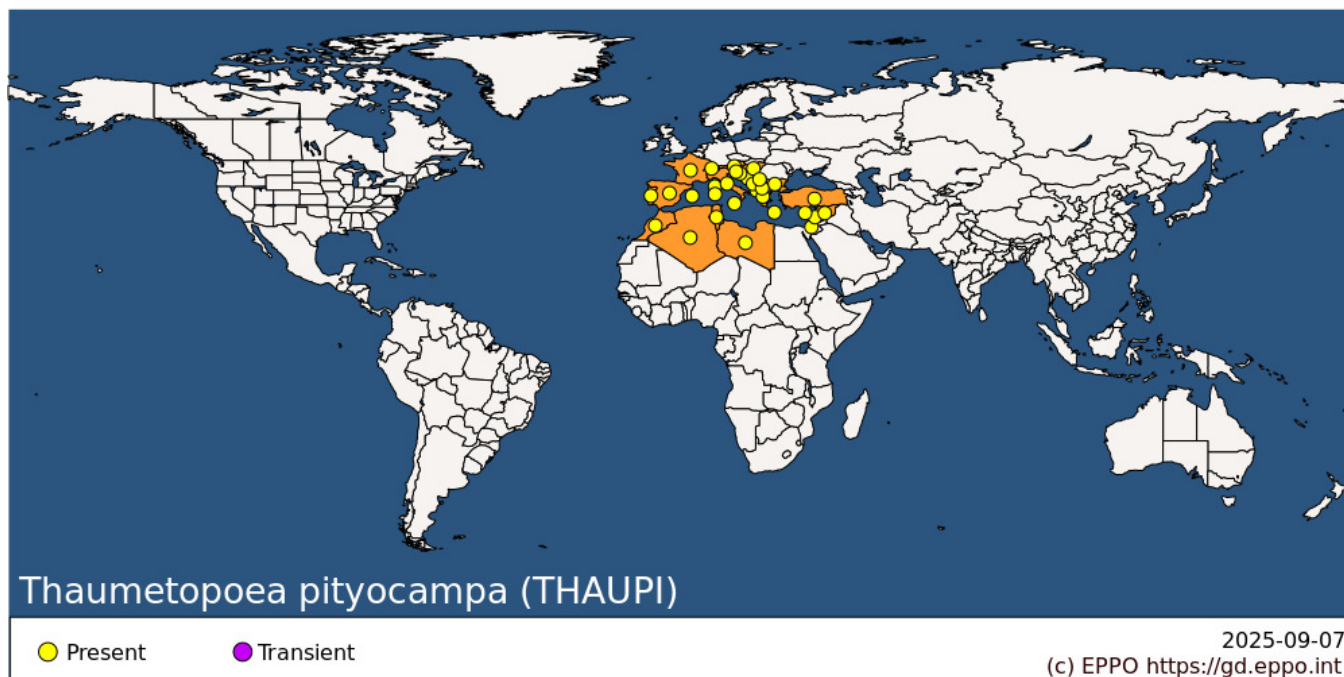 Thaumetopoea pityocampa (THAUPI)
Present
Transient
2025-09-07
(c) EPPO https://gd.eppo.int